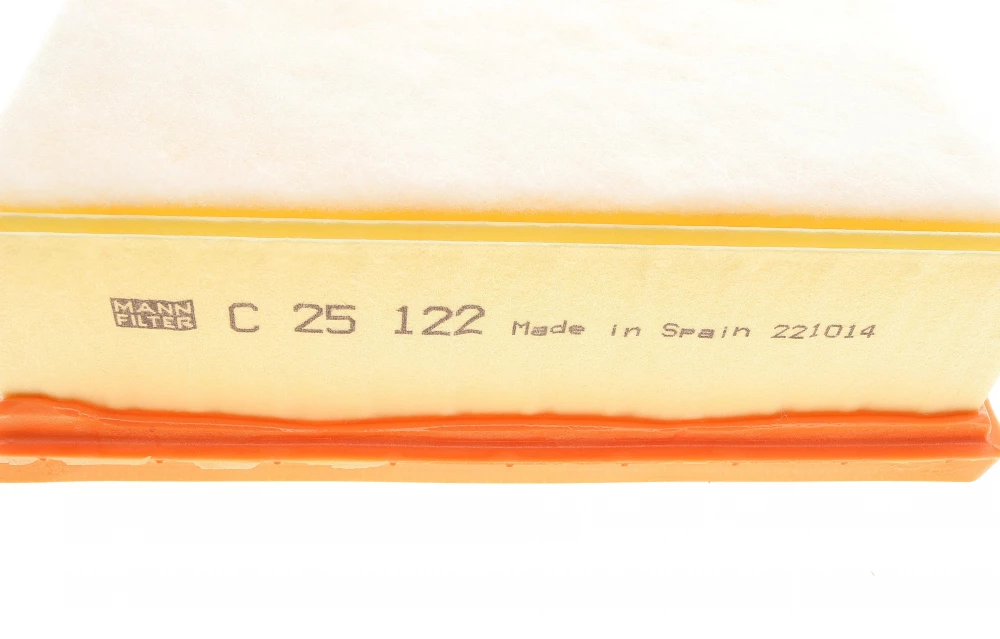 MANN
FILTER
C 25 122 Made in Spain 221014